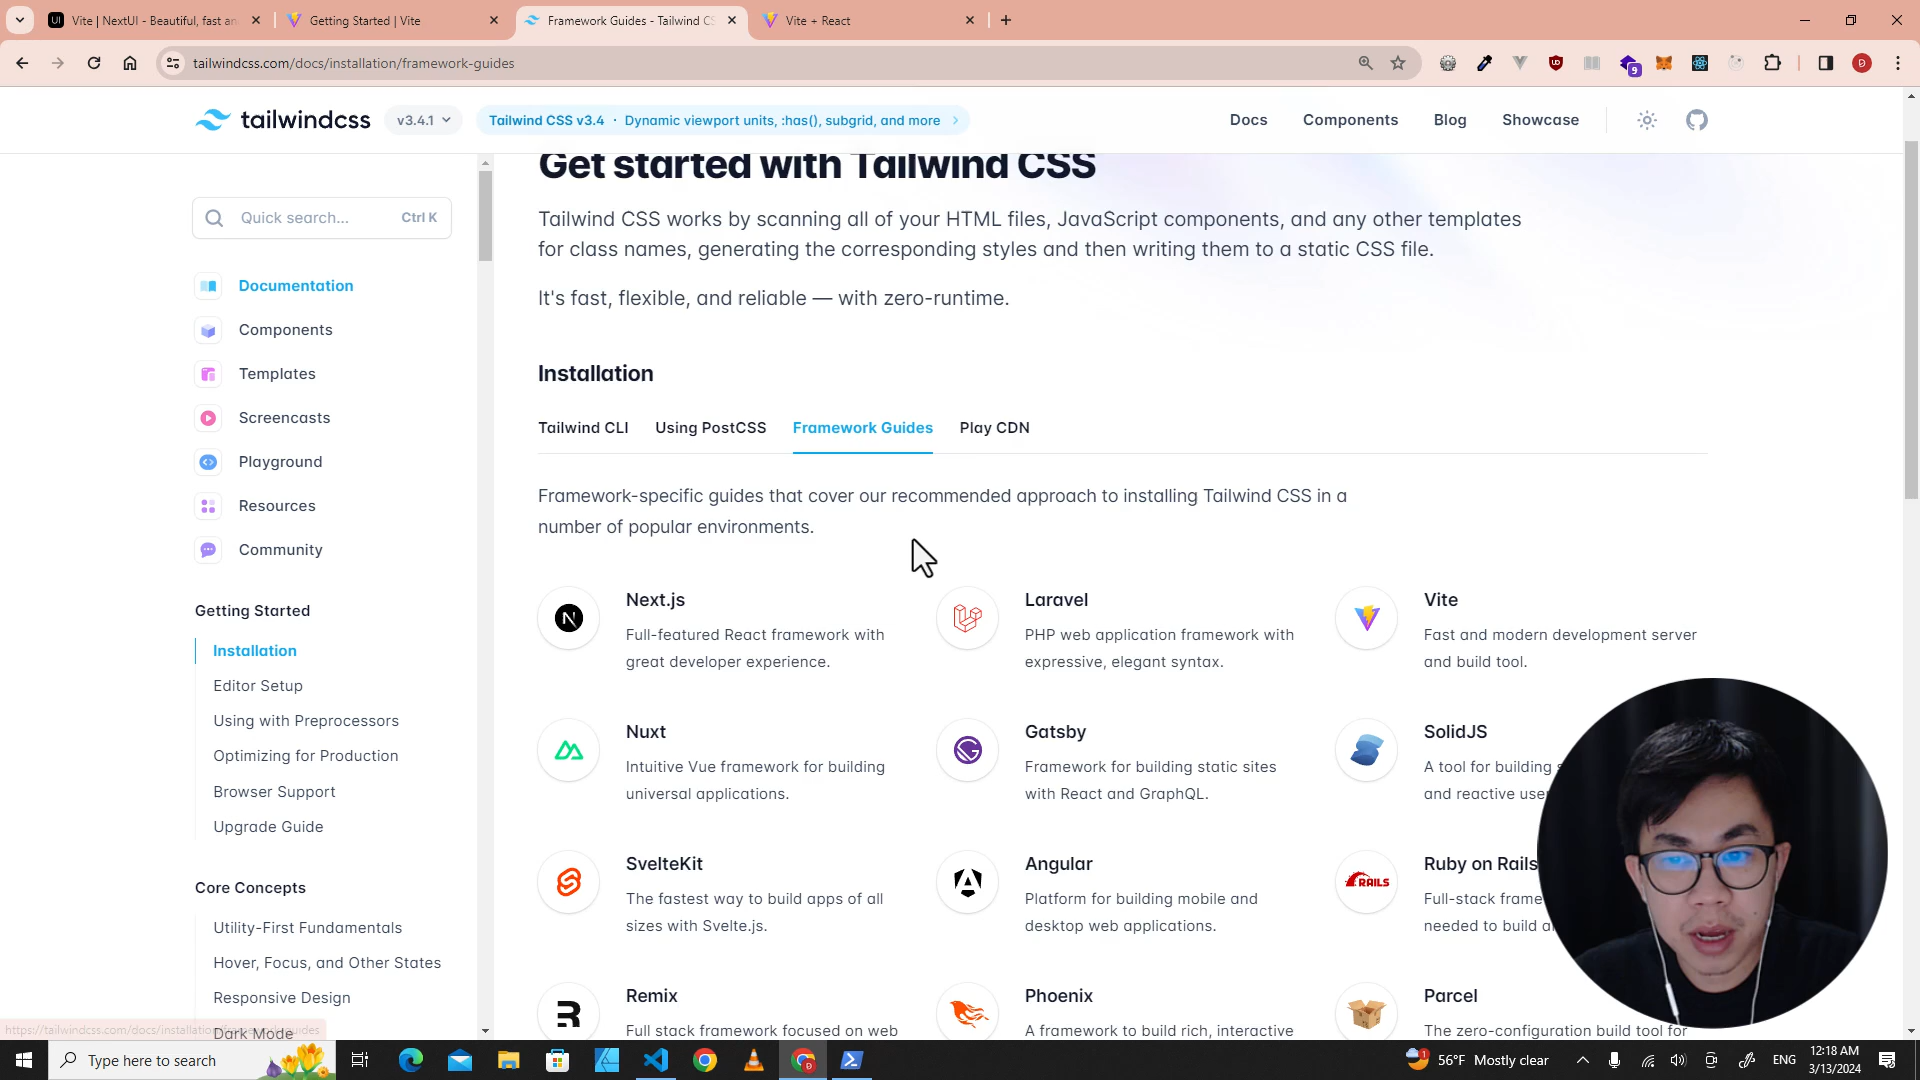 Vite | NextUI - Beautiful, fast an
Getting Started | Vite
Framework Guides - Tailwind CS
Vite + React
tailwindcss.com/docs/installation/framework-guides
9
tailwindcss
v3.4.1
Tailwind CSS v3.4 · Dynamic viewport units, :has(), subgrid, and more
Docs
Components
Blog
Showcase
Quick search...
Ctrl K
Documentation
Components
Templates
Screencasts
Playground
Resources
Community
Getting Started
Installation
Editor Setup
Using with Preprocessors
Optimizing for Production
Browser Support
Upgrade Guide
Core Concepts
Utility-First Fundamentals
Hover, Focus, and Other States
Responsive Design
Dark Mode
https://tailwindcss.com/docs/installation/framework-guides
Get started with Tailwind CSS
Tailwind CSS works by scanning all of your HTML files, JavaScript components, and any other templates
for class names, generating the corresponding styles and then writing them to a static CSS file.
It's fast, flexible, and reliable — with zero-runtime.
Installation
Tailwind CLI
Using PostCSS
Framework Guides
Play CDN
Framework-specific guides that cover our recommended approach to installing Tailwind CSS in a
number of popular environments.
Next.js
Full-featured React framework with
great developer experience.
Laravel
PHP web application framework with
expressive, elegant syntax.
Vite
Fast and modern development server
and build tool.
Nuxt
Intuitive Vue framework for building
universal applications.
Gatsby
Framework for building static sites
with React and GraphQL.
SolidJS
A tool for building
and reactive
SvelteKit
The fastest way to build apps of all
sizes with Svelte.js.
Angular
Platform for building mobile and
desktop web applications.
RAILS
Ruby on Rails
Full-stack
needed to build
Remix
Full stack framework focused on web
Phoenix
A framework to build rich, interactive
Parcel
The zero-configuration build tool for
Type here to search
1
56°F Mostly clear
ENG
12:18 AM
3/13/2024